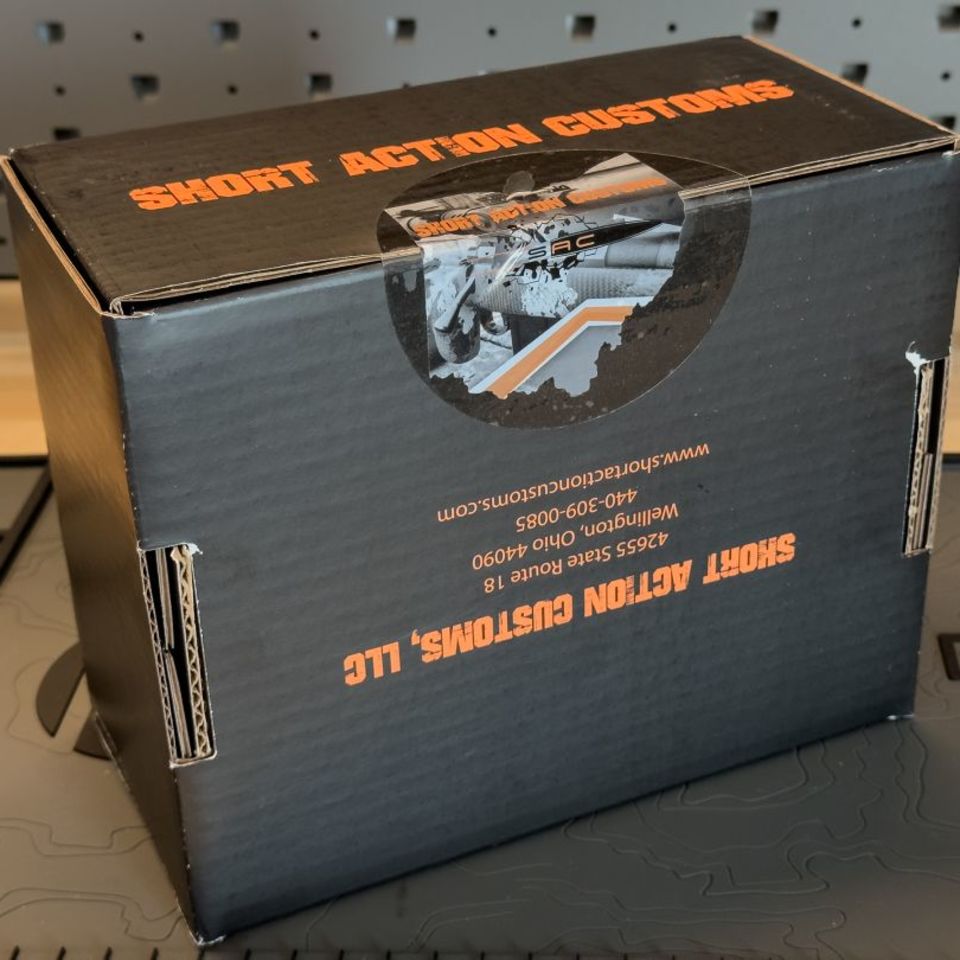 SHORT ACTION CUSTOMS
SHORT ACTION CUSTOMS
SAC
SHORT ACTION CUSTOMS, LLC
42655 State Route 18
Wellington, Ohio 44090
440-309-0085
www.shortactioncustoms.com